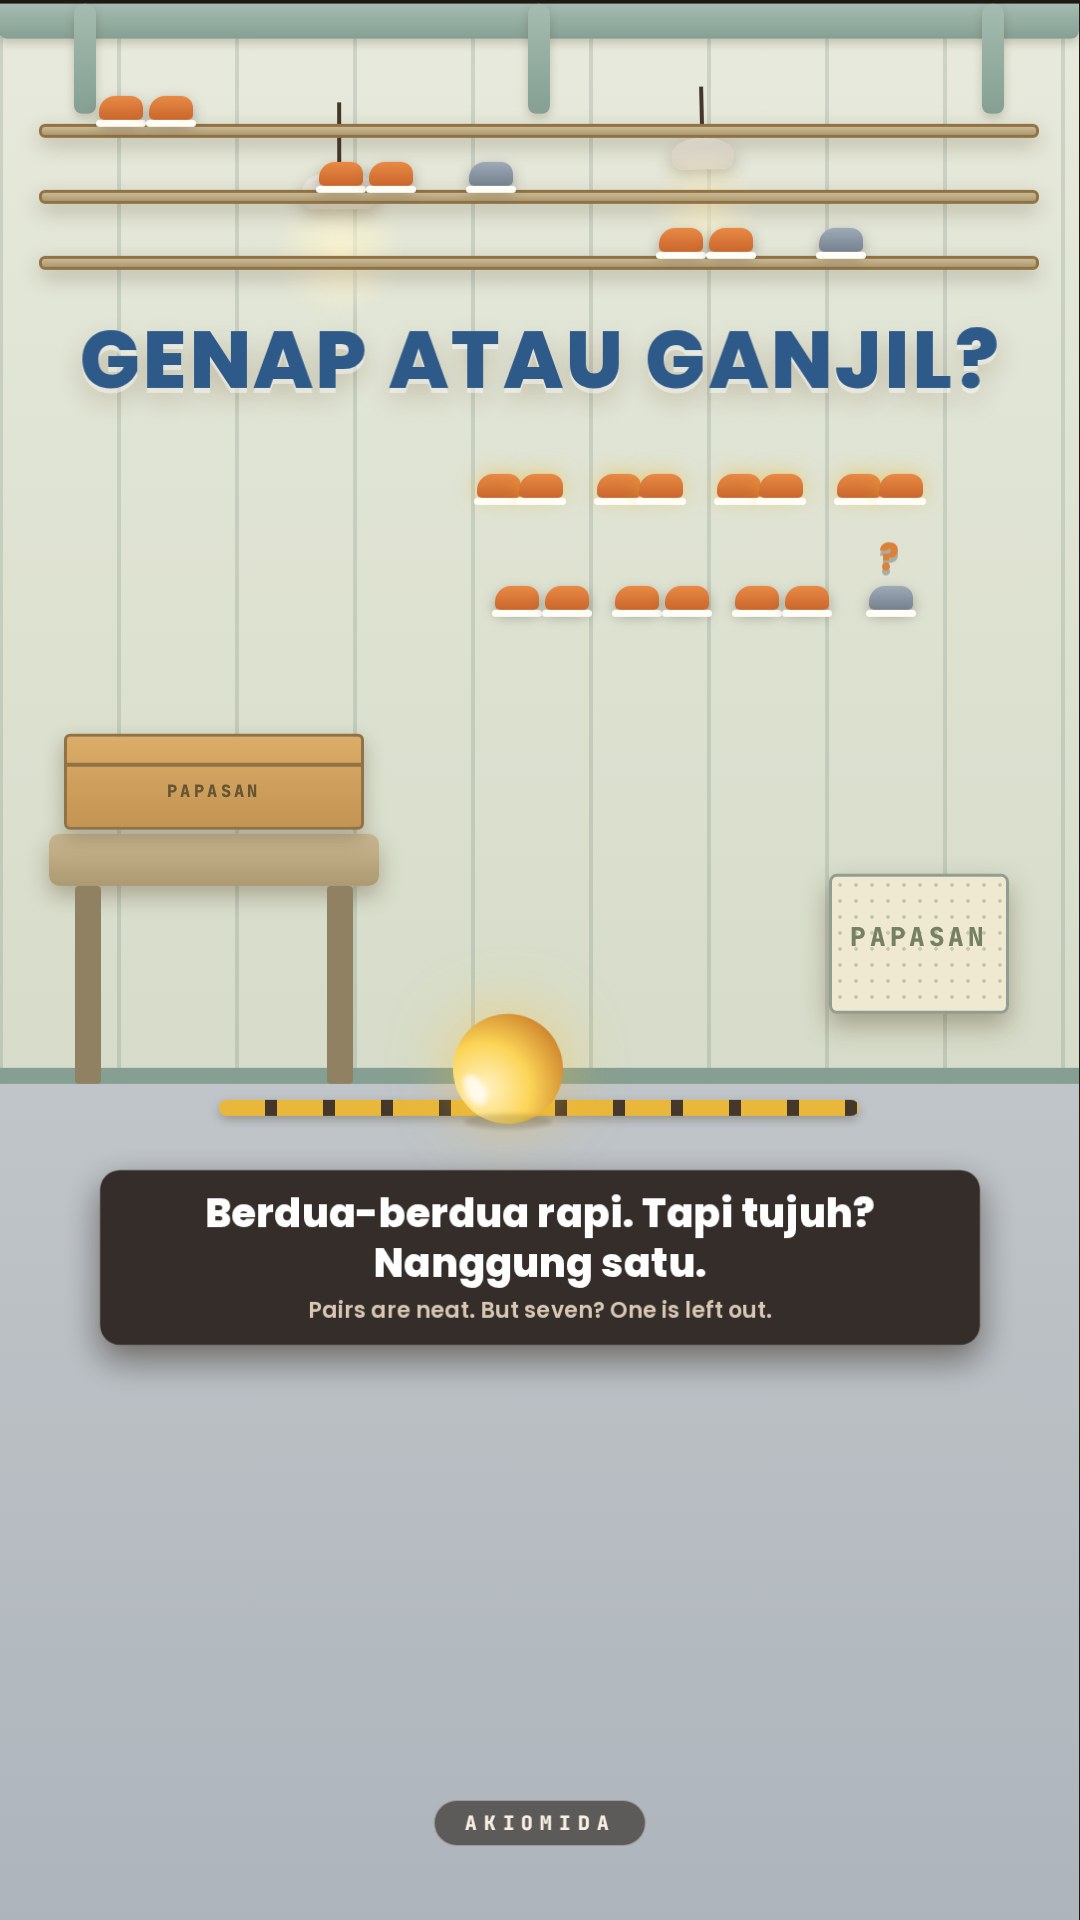 GENAP ATAU GANJIL?
?
PAPASAN
PAPASAN
Berdua-berdua rapi. Tapi tujuh?
Nanggung satu.
Pairs are neat. But seven? One is left out.
AKIOMIDA